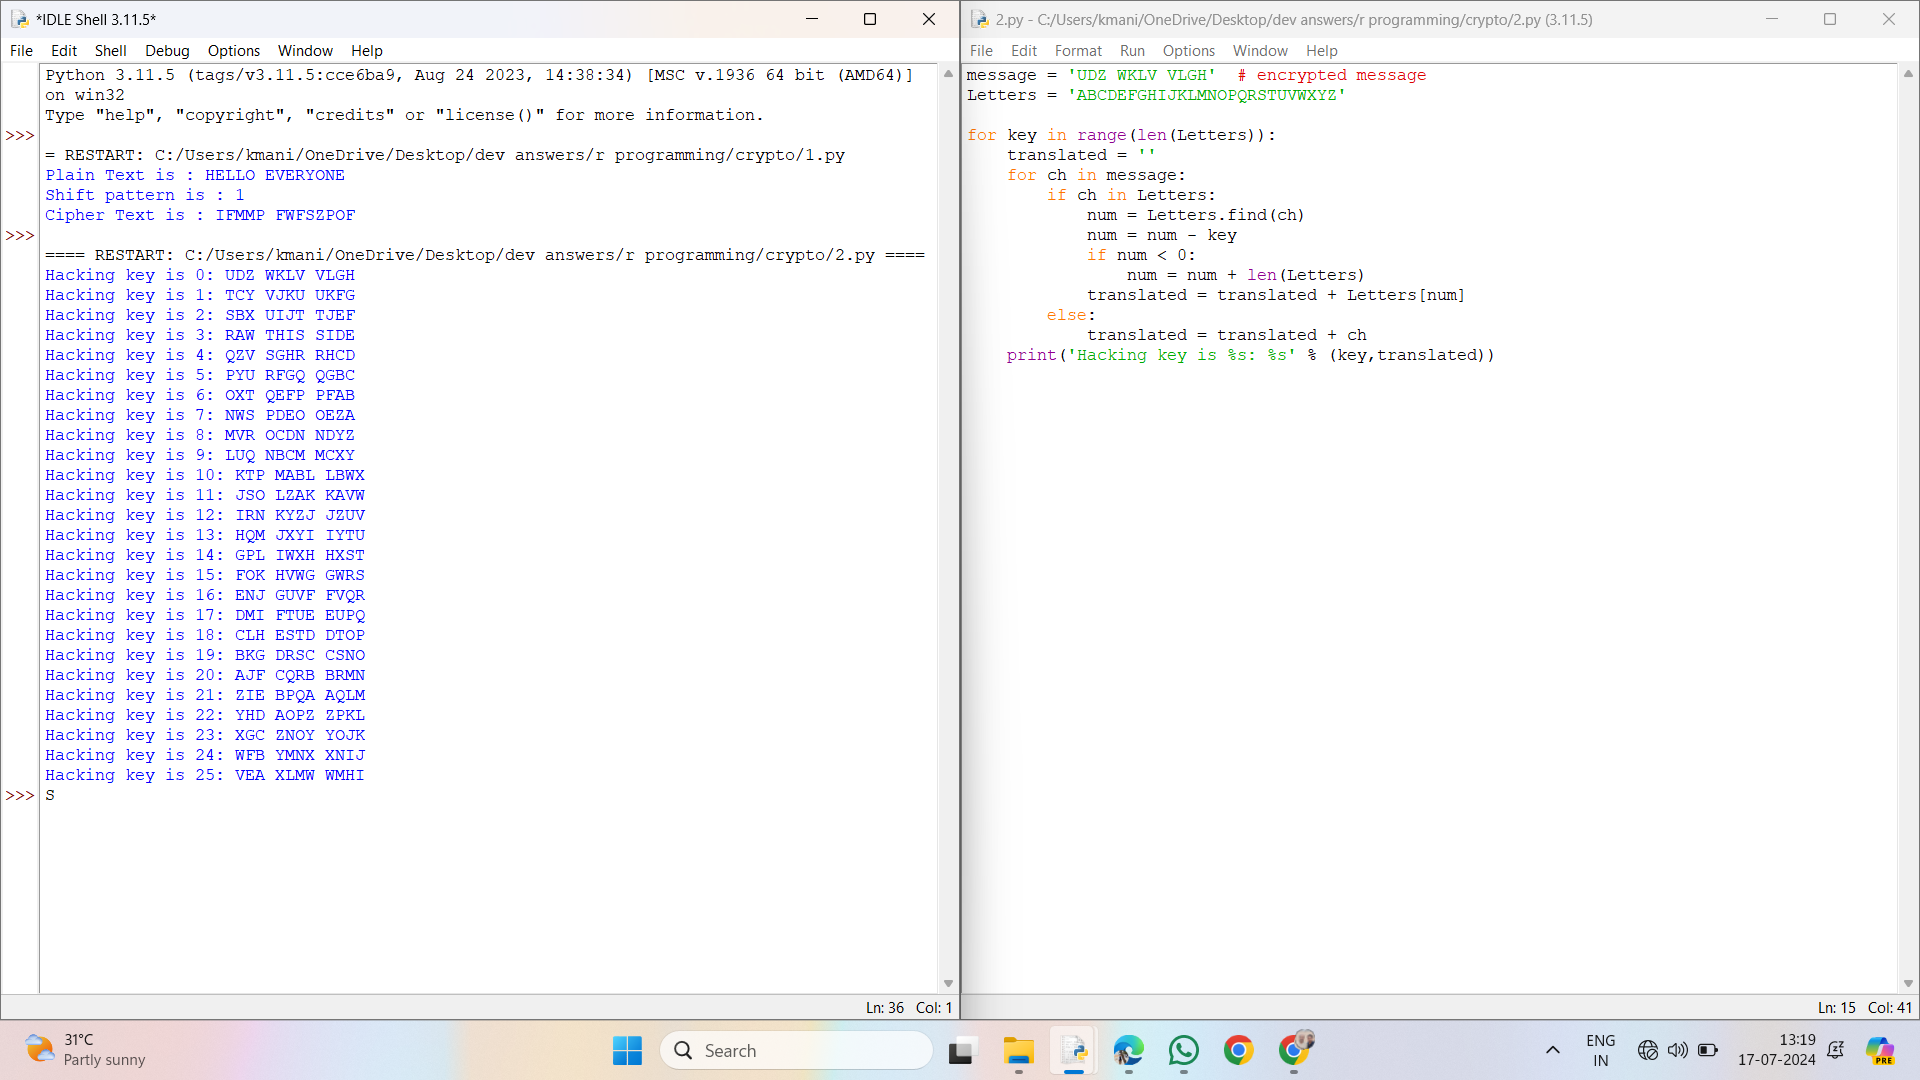 *IDLE Shell 3.11.5*
File Edit Shell Debug Options Window Help
Python 3.11.5 (tags/v3.11.5:cce6ba9, Aug 24 2023, 14:38:34) [MSC v.1936 64 bit (AMD64)]
on win32
Type "help", "copyright", "credits" or "license()" for more information.
>>>
= RESTART: C:/Users/kmani/OneDrive/Desktop/dev answers/r programming/crypto/1.py
Plain Text is : HELLO EVERYONE
Shift pattern is : 1
Cipher Text is : IFMMP FWFSZPOF
>>>
==== RESTART: C:/Users/kmani/OneDrive/Desktop/dev answers/r programming/crypto/2.py ====
Hacking key is 0: UDZ WKLV VLGH
Hacking key is 1: TCY VJKU UKFG
Hacking key is 2: SBX UIJT TJEF
Hacking key is 3: RAW THIS SIDE
Hacking key is 4: QZV SGHR RHCD
Hacking key is 5: PYU RFGQ QGBC
Hacking key is 6: OXT QEFP PFAB
Hacking key is 7: NWS PDEO OEZA
Hacking key is 8: MVR OCDN NDYZ
Hacking key is 9: LUQ NBCM MCXY
Hacking key is 10: KTP MABL LBWX
Hacking key is 11: JSO LZAK KAVW
Hacking key is 12: IRN KYZJ JZUV
Hacking key is 13: HQM JXYI IYTU
Hacking key is 14: GPL IWXH HXST
Hacking key is 15: FOK HVWG GWRS
Hacking key is 16: ENJ GUVF FVQR
Hacking key is 17: DMI FTUE EUPQ
Hacking key is 18: CLH ESTD DTOP
Hacking key is 19: BKG DRSC CSNO
Hacking key is 20: AJF CQRB BRMN
Hacking key is 21: ZIE BPQA AQLM
Hacking key is 22: YHD AOPZ ZPKL
Hacking key is 23: XGC ZNOY YOJK
Hacking key is 24: WFB YMNX XNIJ
Hacking key is 25: VEA XLMW WMHI
>>> S
Ln: 36 Col: 1
2.py - C:/Users/kmani/OneDrive/Desktop/dev answers/r programming/crypto/2.py (3.11.5)
File Edit Format Run Options Window Help
message = 'UDZ WKLV VLGH'  # encrypted message
Letters = 'ABCDEFGHIJKLMNOPQRSTUVWXYZ'
for key in range(len(Letters)):
    translated = ''
    for ch in message:
        if ch in Letters:
            num = Letters.find(ch)
            num = num - key
            if num < 0:
                num = num + len(Letters)
            translated = translated + Letters[num]
        else:
            translated = translated + ch
    print('Hacking key is %s: %s' % (key,translated))
Ln: 15 Col: 41
31°C
Partly sunny
Search
ENG
IN
13:19
17-07-2024
PRE